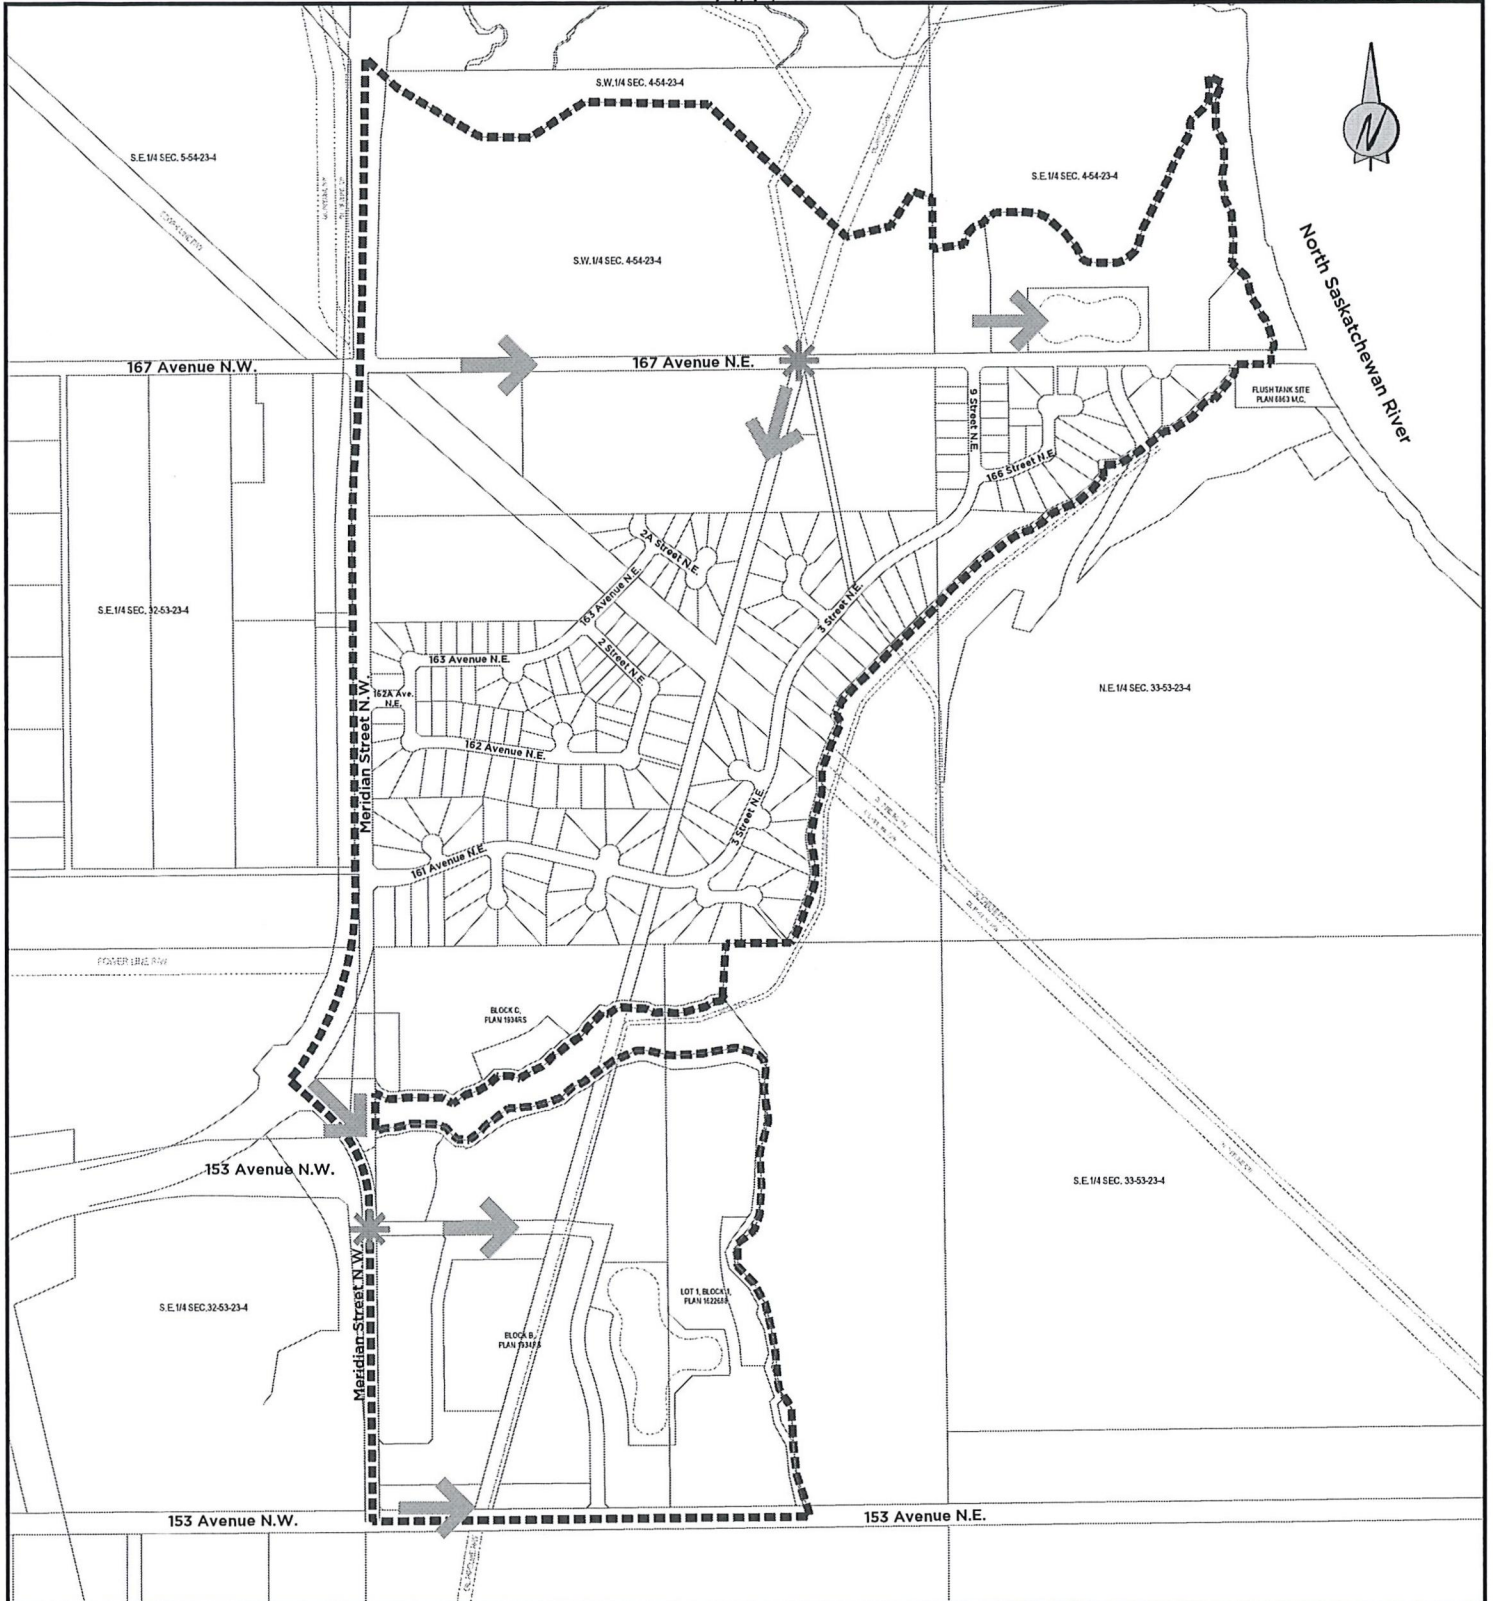 S.W.1/4 SEC. 4-54-23-4
N
S.E.1/4 SEC. 5-54-23-4
S.E.1/4 SEC. 4-54-23-4
S.W.1/4 SEC. 4-54-23-4
North Saskatchewan River
167 Avenue N.W.
167 Avenue N.E.
FLUSH TANK SITE
PLAN
9 Street N.E.
166 Street N.E.
2A Street N.E.
163 Avenue N.E.
3 Street N.E.
S.E.1/4 SEC. 32-53-23-4
163 Avenue N.E.
2 Street N.E.
162A Ave.
N.E.
N.E.1/4 SEC. 33-53-23-4
Meridian Street N.W.
162 Avenue N.E.
3 Street N.E.
161 Avenue N.E.
POWER LINE R/W
BLOCK C,
PLAN 1934RS
153 Avenue N.W.
S.E.1/4 SEC. 33-53-23-4
Meridian Street N.W.
S.E.1/4 SEC.32-53-23-4
LOT 1, BLOCK 1,
PLAN
BLOCK B,
PLAN 1934RS
153 Avenue N.W.
153 Avenue N.E.